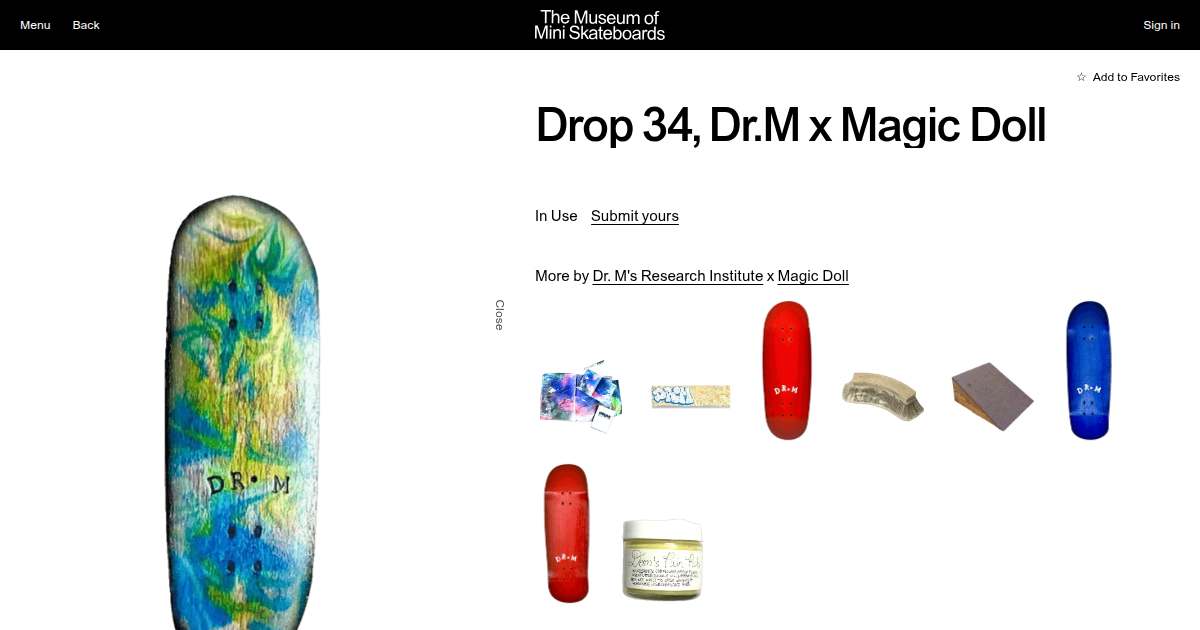 Menu
Back
The Museum of
Mini Skateboards
Sign in
☆ Add to Favorites
Drop 34, Dr.M x Magic Doll
In Use Submit yours
More by Dr. M's Research Institute x Magic Doll
Close
DR•M
DR•M
DR•M
DR•M